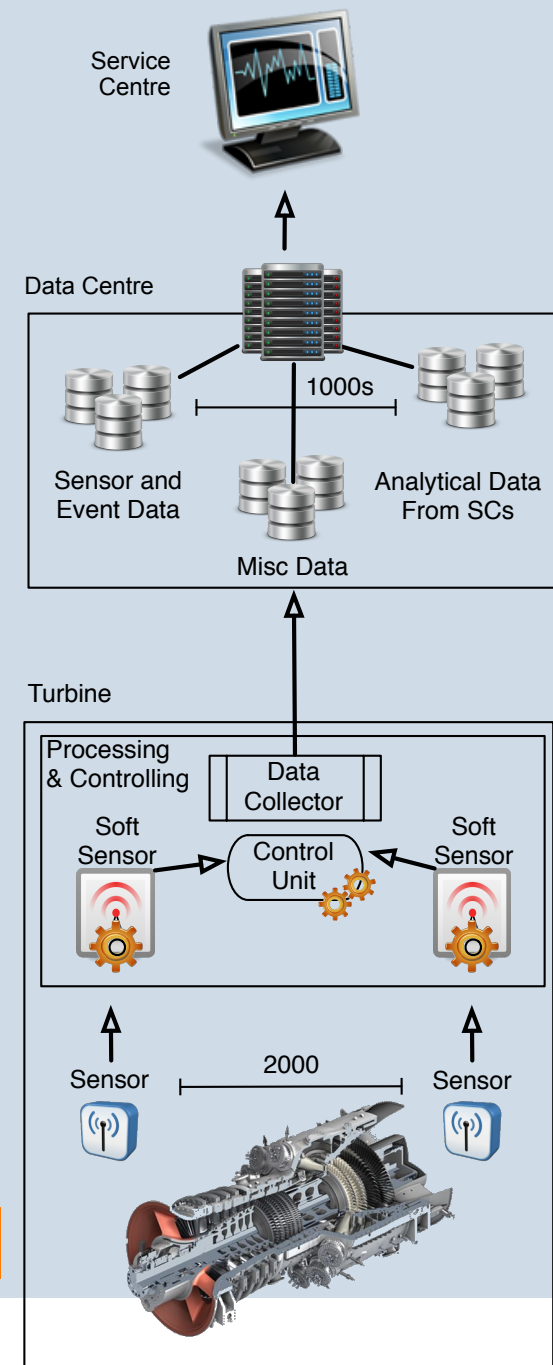 Service
Centre
Data Centre
1000s
Sensor and
Event Data
Analytical Data
From SCs
Misc Data
Turbine
Processing
& Controlling
Data
Collector
Soft
Sensor
Control
Unit
Soft
Sensor
2000
Sensor
Sensor